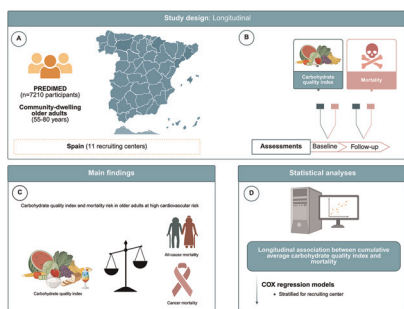 Study design: Longitudinal
A
PREDIMED
(n=7210 participants)
Community-dwelling
older adults
(55-80 years)
Spain (11 recruiting centers)
B
Carbohydrate
quality index
Mortality
Assessments
Baseline
Follow-up
Main findings
C
Carbohydrate quality index and mortality risk in older adults at high cardiovascular risk
Carbohydrate quality index
All-cause mortality
Cancer mortality
Statistical analyses
D
Longitudinal association between cumulative
average carbohydrate quality index and
mortality
COX regression models
• Stratified for recruiting center